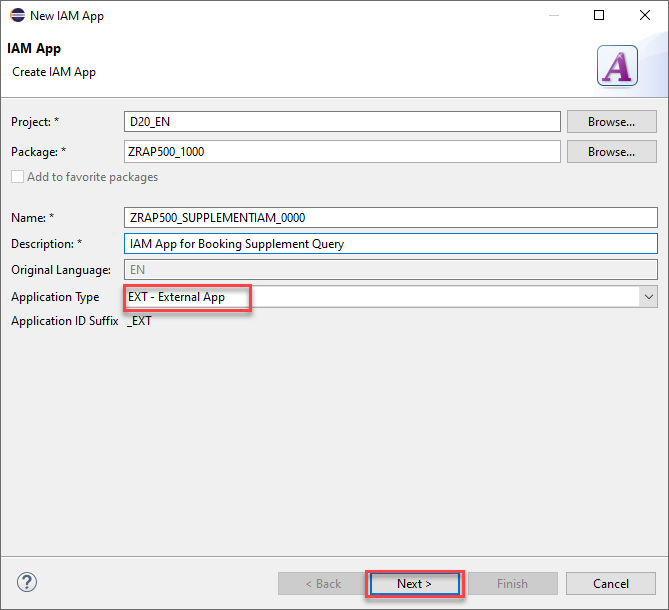 New IAM App
IAM App
Create IAM App
A
Project: * D20_EN Browse...
Package: * ZRAP500_1000 Browse...
Add to favorite packages
Name: * ZRAP500_SUPPLEMENTIAM_0000
Description: * IAM App for Booking Supplement Query
Original Language: EN
Application Type EXT - External App
Application ID Suffix _EXT
? < Back Next > Finish Cancel